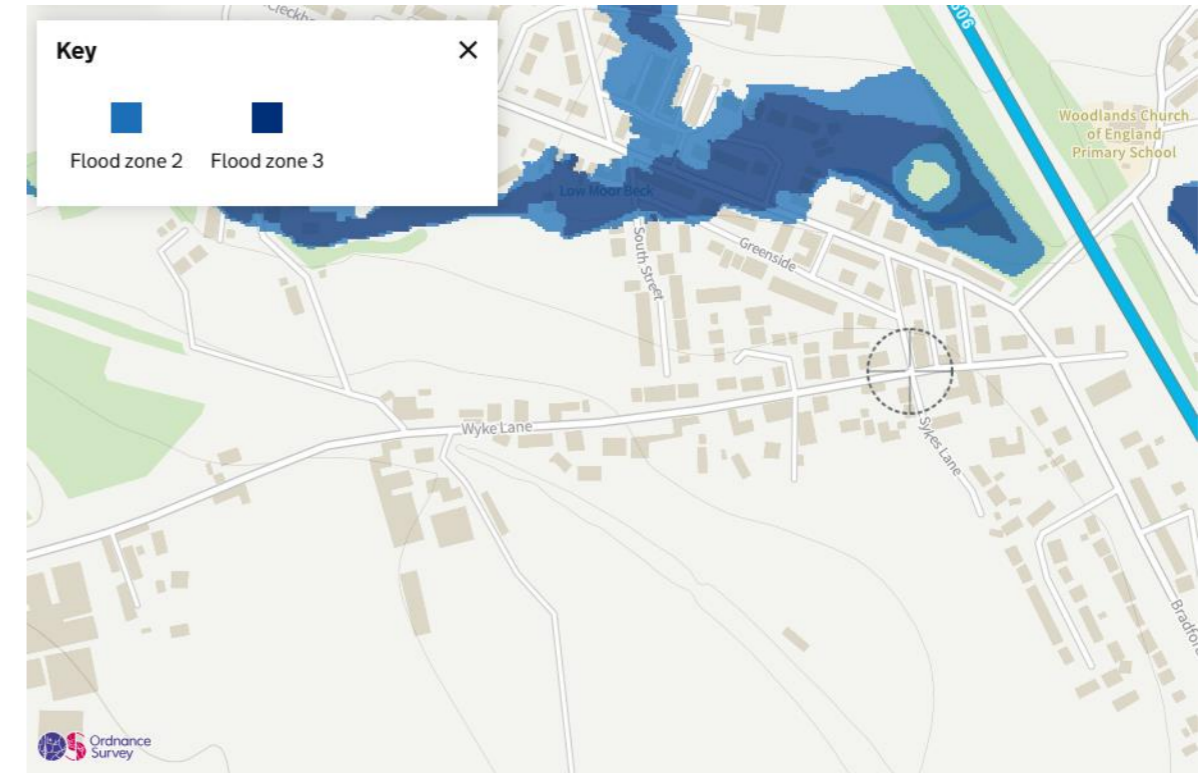 Key
Flood zone 2
Flood zone 3
Low Moor Beck
Woodlands Church
of England
Primary School
South Street
Greenside
Wyke Lane
Sykes Lane
Ordnance
Survey